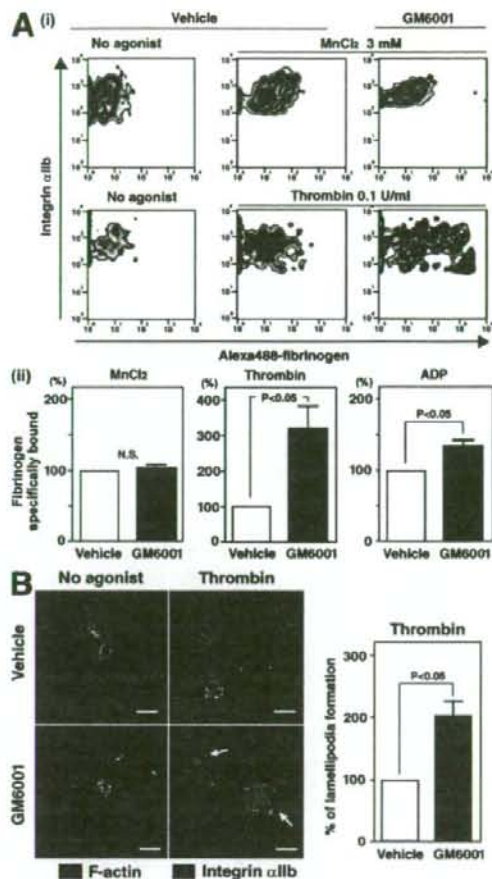 A (i)
Vehicle
GM6001
No agonist
MnCl₂ 3 mM
No agonist
Thrombin 0.1 U/ml
Integrin αIIb
Alexa488-fibrinogen
(ii)
MnCl₂
Thrombin
ADP
(%)
(%)
(%)
Fibrinogen
specifically bound
200
100
0
N.S.
Vehicle GM6001
400
300
200
100
0
P<0.05
Vehicle GM6001
200
100
0
P<0.05
Vehicle GM6001
B
No agonist
Thrombin
Vehicle
GM6001
F-actin
Integrin αIIb
Thrombin
% of lamellipodia formation
300
200
100
0
P<0.05
Vehicle GM6001